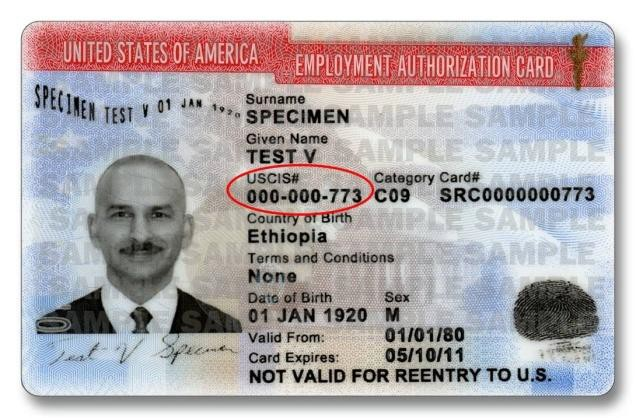 UNITED STATES OF AMERICA EMPLOYMENT AUTHORIZATION CARD
SPECIMEN TEST V 01 JAN 1920
Surname
SPECIMEN
Given Name
TEST V
USCIS# Category Card#
000-000-773 C09 SRC0000000773
Country of Birth
Ethiopia
Terms and Conditions
None
Date of Birth Sex
01 JAN 1920 M
Valid From: 01/01/80
Card Expires: 05/10/11
NOT VALID FOR REENTRY TO U.S.
Test V Specimen
SAMPLE SAMPLE SAMPLE